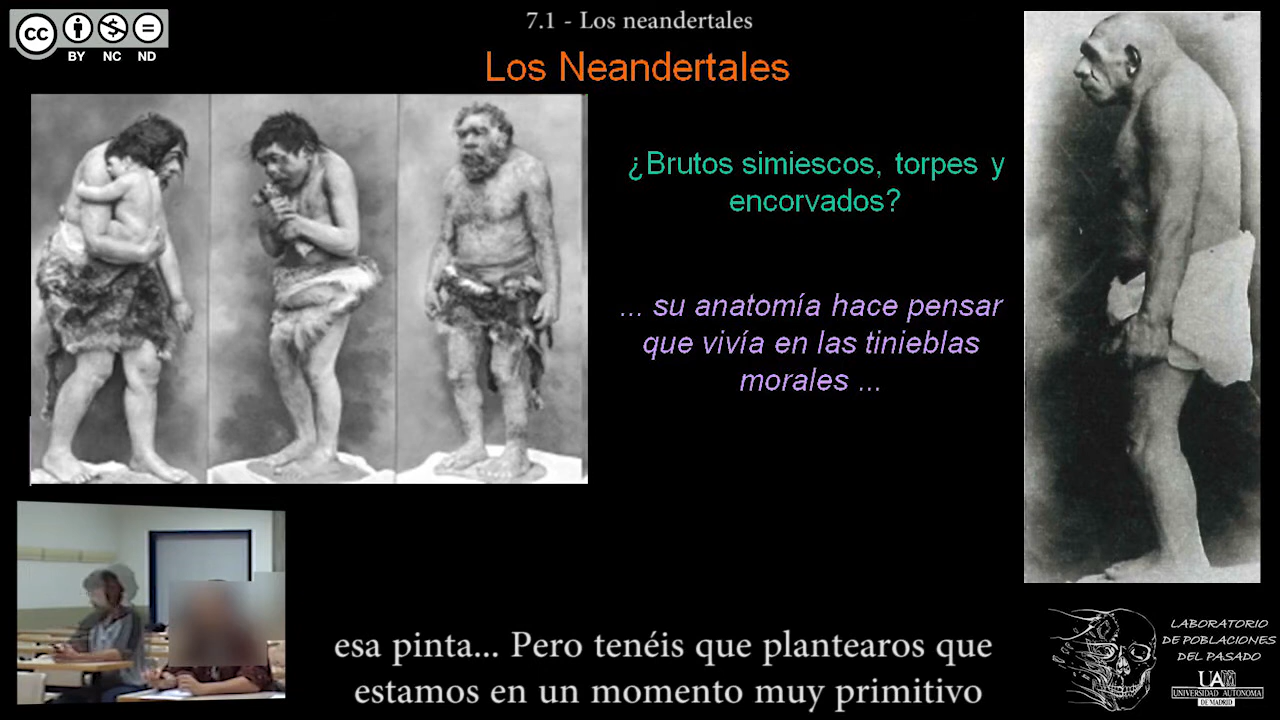 7.1 - Los neandertales
CC
BY NC ND
Los Neandertales
¿Brutos simiescos, torpes y
encorvados?
... su anatomía hace pensar
que vivía en las tinieblas
morales ...
esa pinta... Pero tenéis que plantearos que
estamos en un momento muy primitivo
LABORATORIO
DE POBLACIONES
DEL PASADO
UAM
UNIVERSIDAD AUTONOMA
DE MADRID